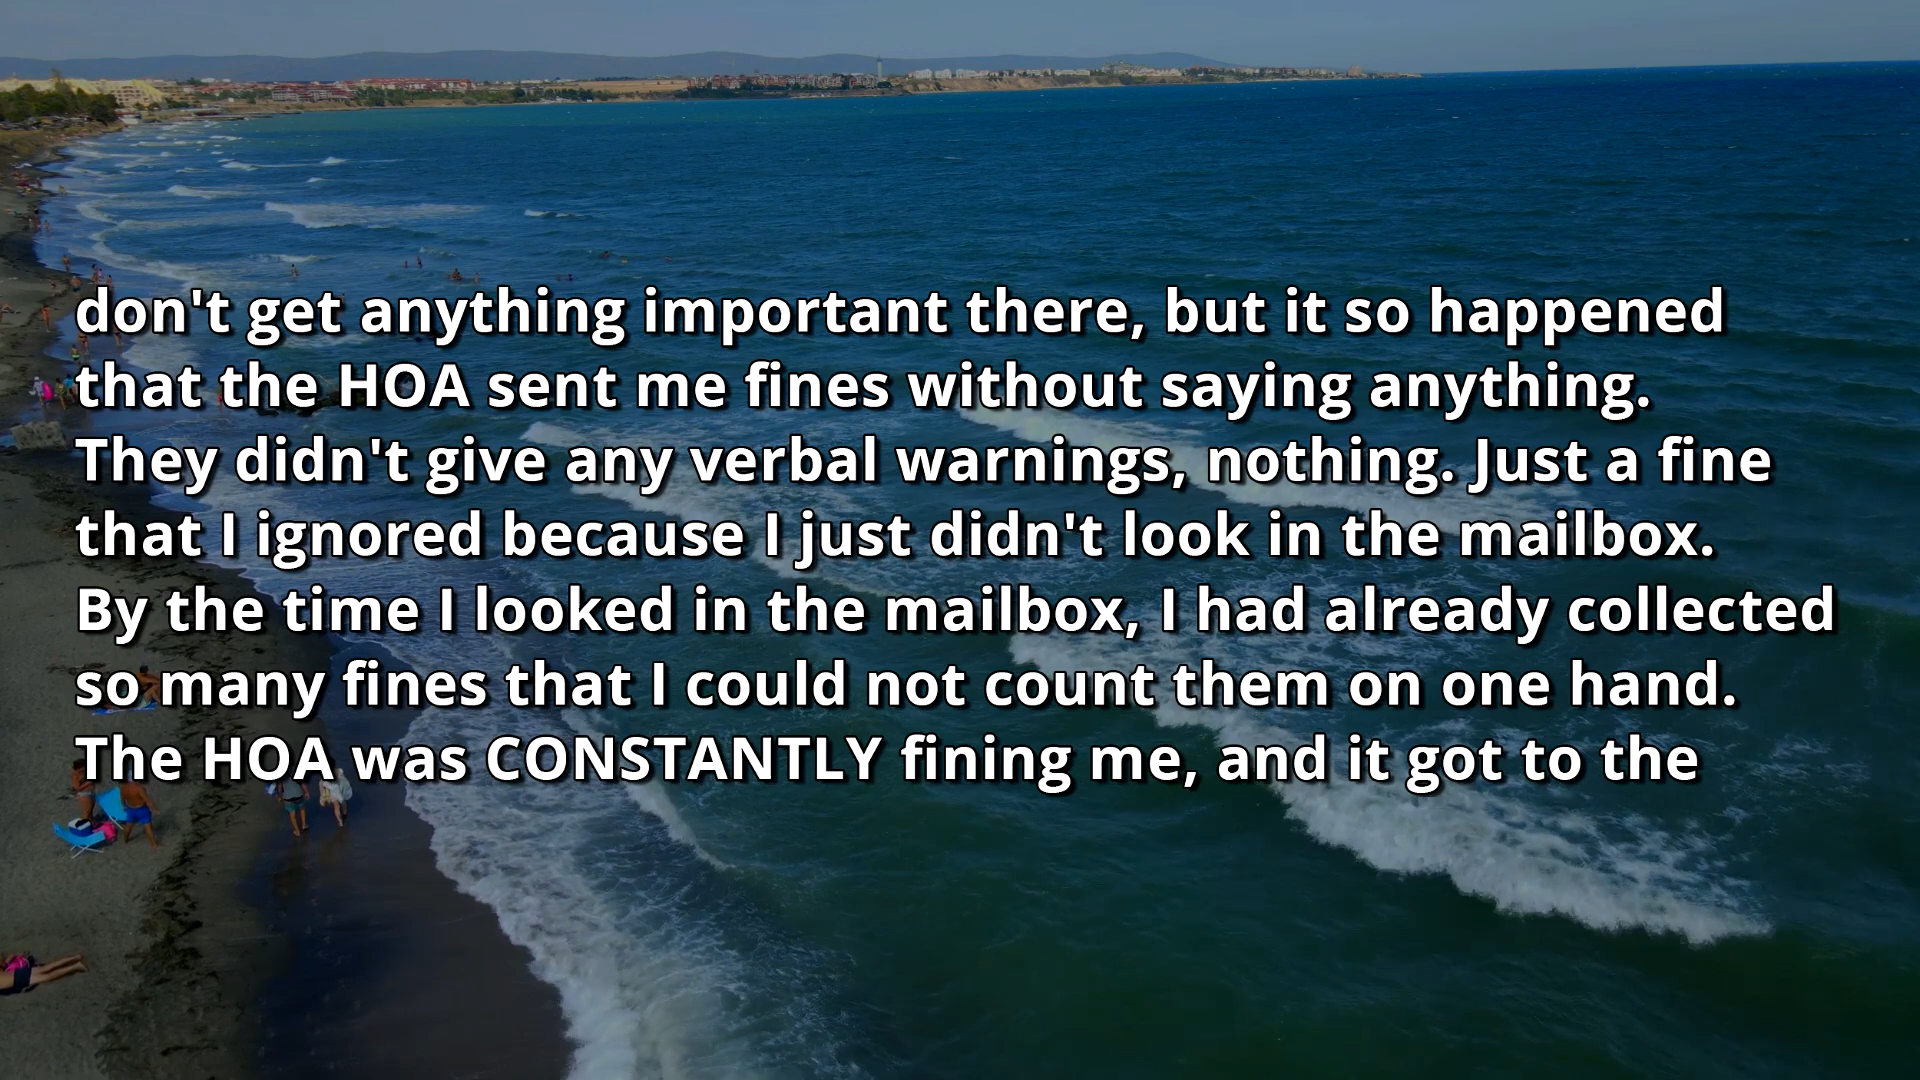 don't get anything important there, but it so happened
that the HOA sent me fines without saying anything.
They didn't give any verbal warnings, nothing. Just a fine
that I ignored because I just didn't look in the mailbox.
By the time I looked in the mailbox, I had already collected
so many fines that I could not count them on one hand.
The HOA was CONSTANTLY fining me, and it got to the